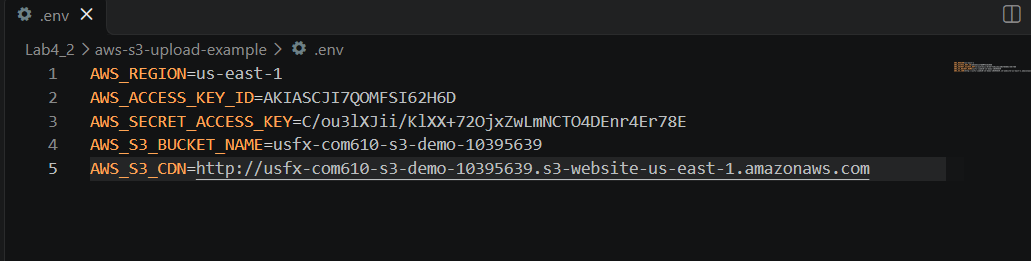 .env
Lab4_2 > aws-s3-upload-example > .env
1 AWS_REGION=us-east-1
2 AWS_ACCESS_KEY_ID=AKIASCJI7QOMFSI62H6D
3 AWS_SECRET_ACCESS_KEY=C/ou3lXJii/KlXX+72OjxZwLmNCTO4DEnr4Er78E
4 AWS_S3_BUCKET_NAME=usfx-com610-s3-demo-10395639
5 AWS_S3_CDN=http://usfx-com610-s3-demo-10395639.s3-website-us-east-1.amazonaws.com